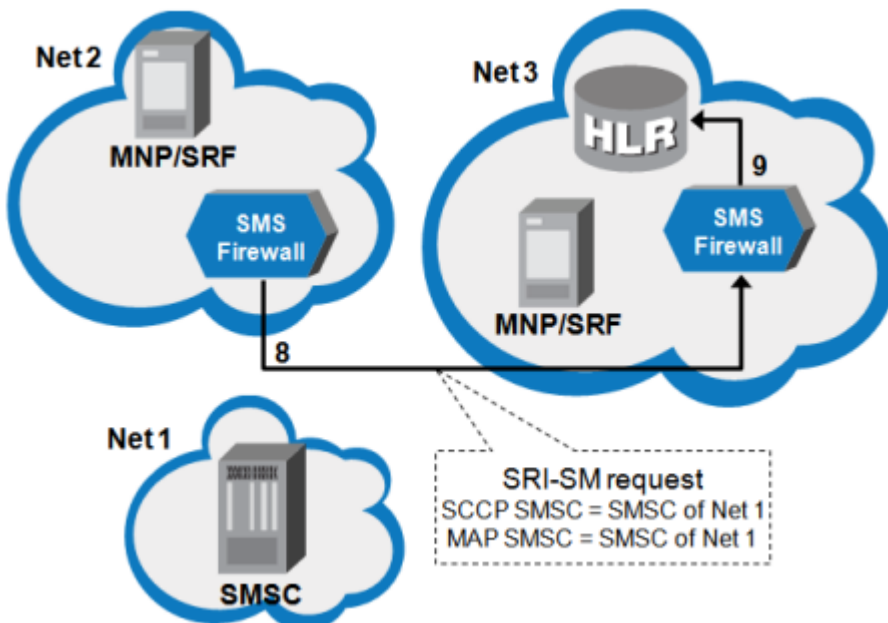 Net 2
MNP/SRF
SMS
Firewall
8
Net 3
HLR
9
SMS
Firewall
MNP/SRF
Net 1
SMSC
SRI-SM request
SCCP SMSC = SMSC of Net 1
MAP SMSC = SMSC of Net 1